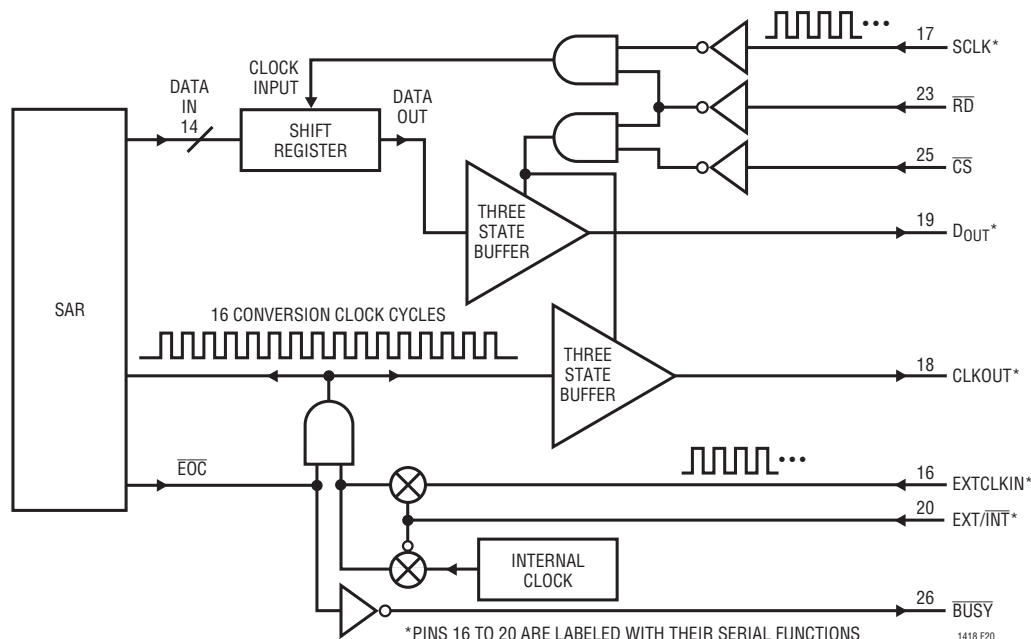 17
SCLK*
CLOCK
INPUT
DATA
IN
14
DATA
OUT
23
RD
SHIFT
REGISTER
25
CS
THREE
STATE
BUFFER
19
DOUT*
SAR
16 CONVERSION CLOCK CYCLES
THREE
STATE
BUFFER
18
CLKOUT*
EOC
16
EXTCLKIN*
20
EXT/INT*
INTERNAL
CLOCK
26
BUSY
*PINS 16 TO 20 ARE LABELED WITH THEIR SERIAL FUNCTIONS
1418 F20